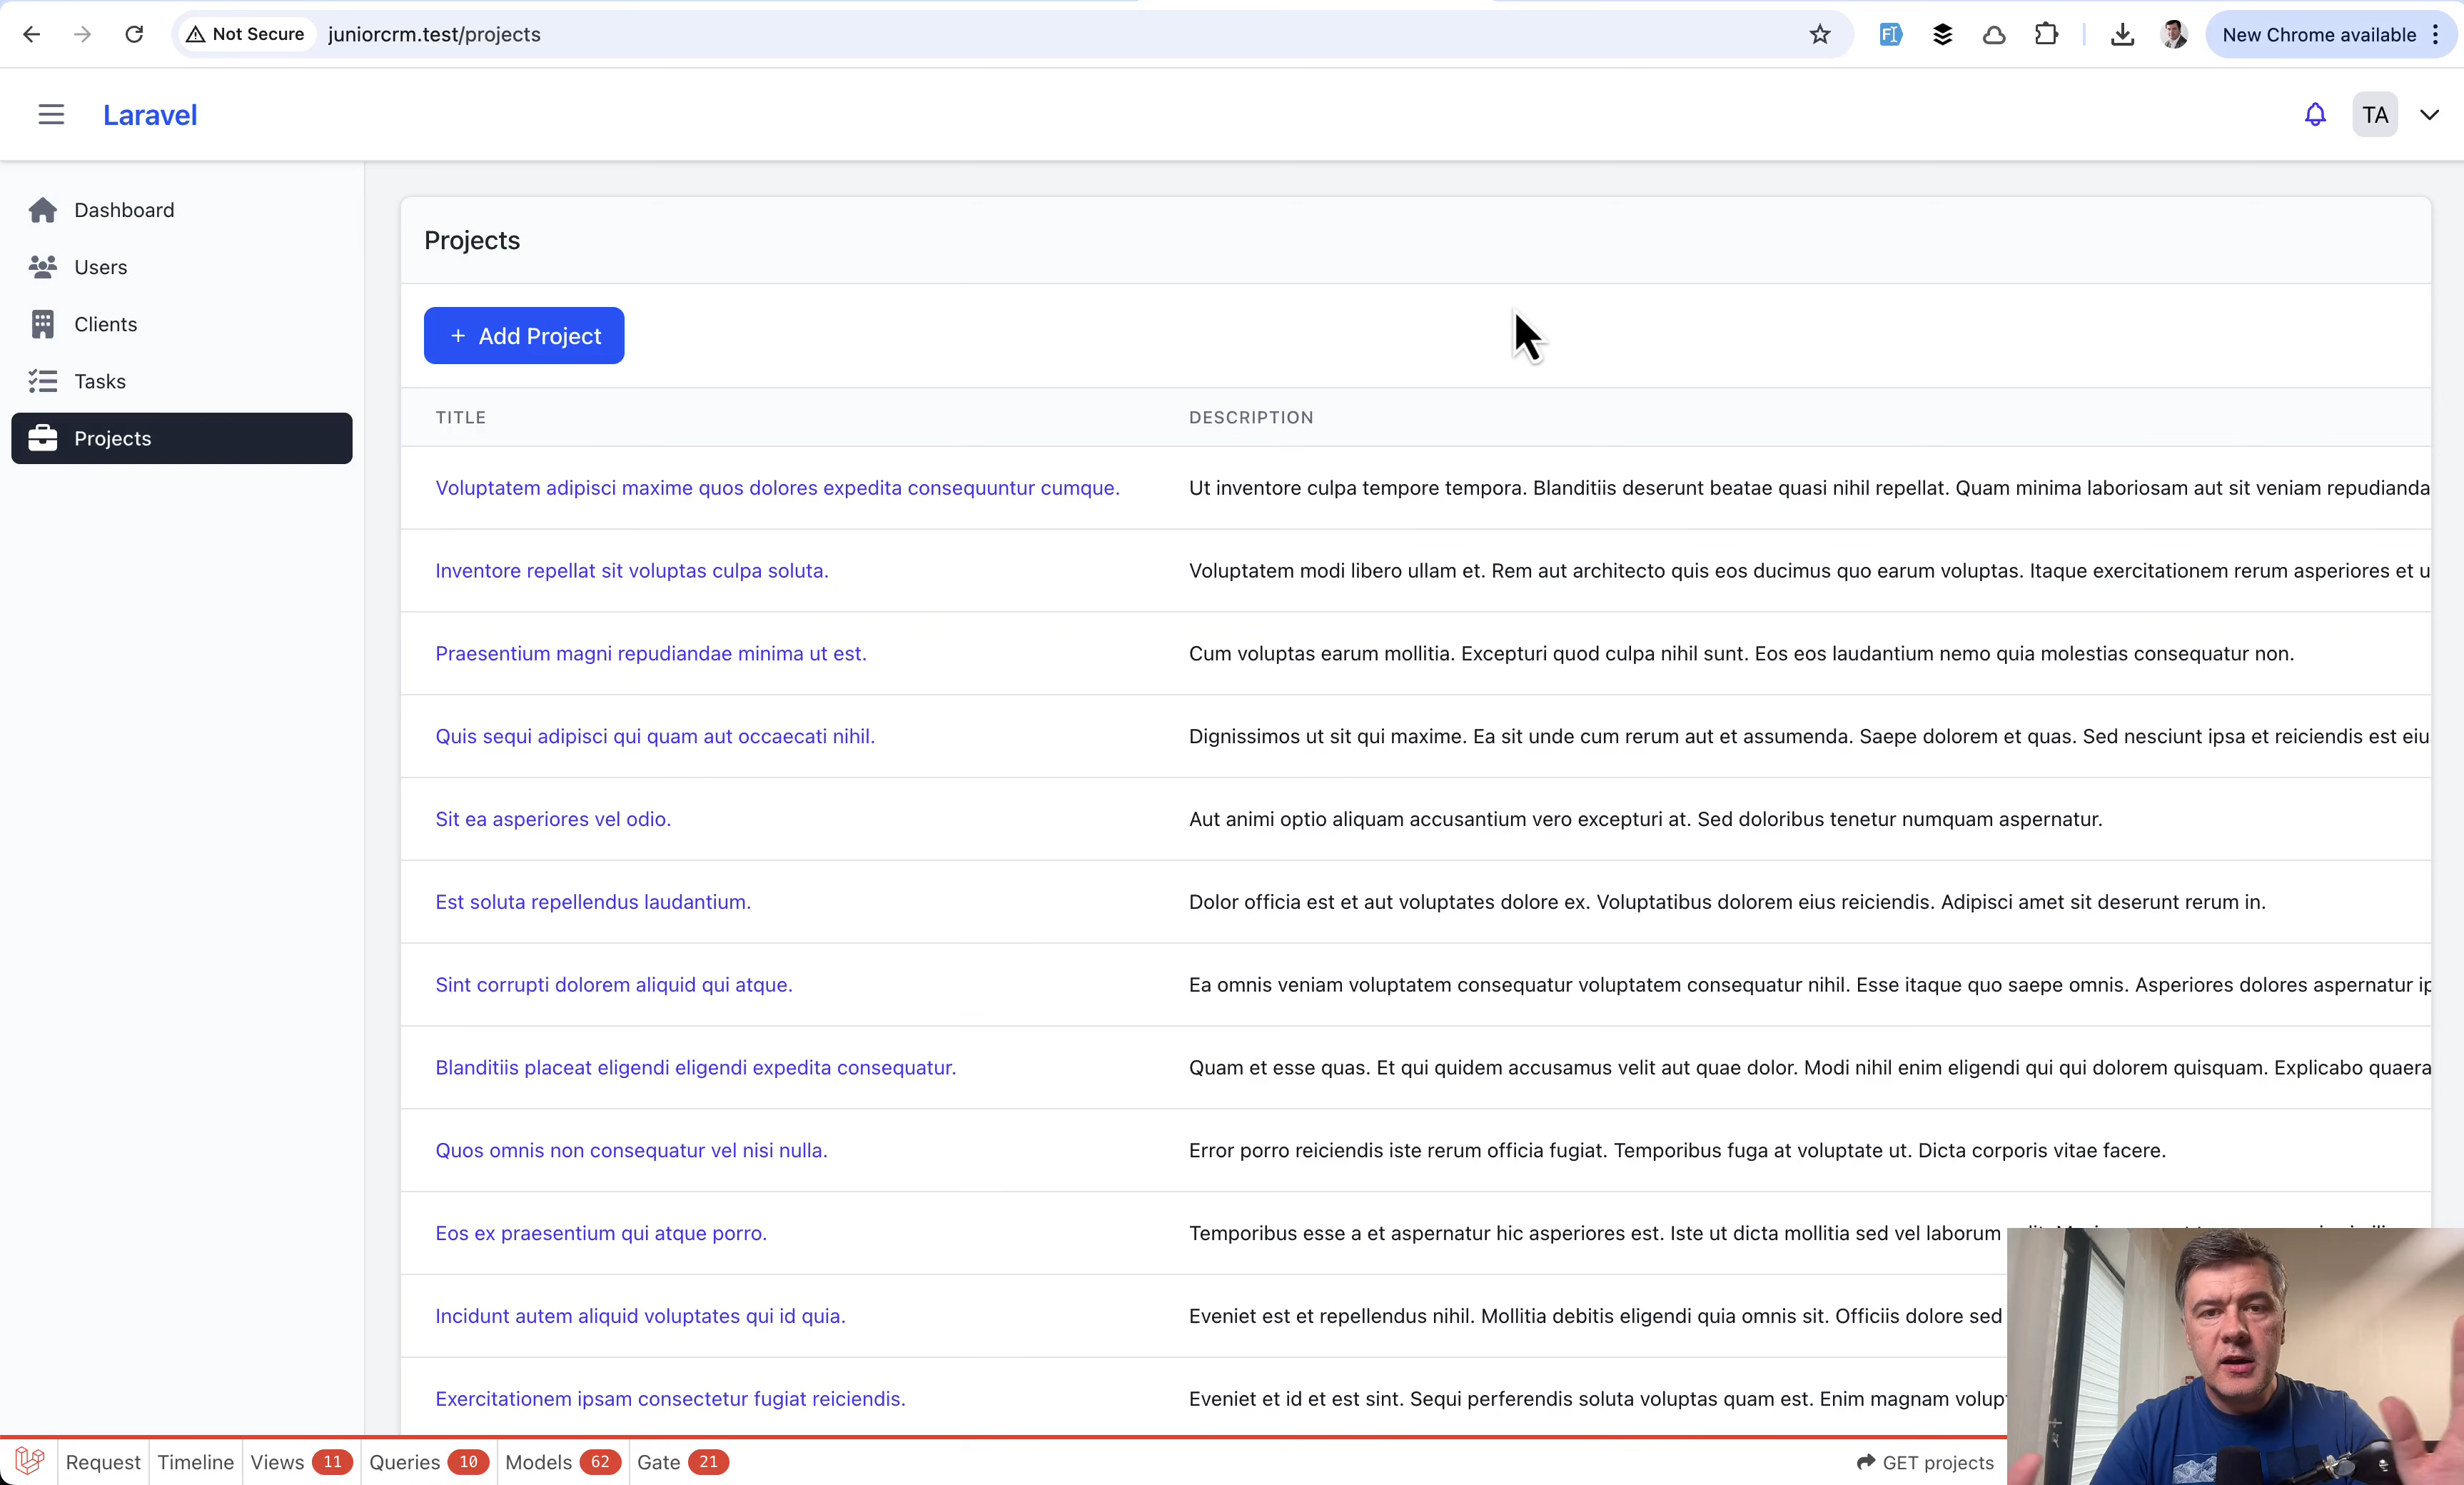 Not Secure juniorcrm.test/projects New Chrome available
Laravel TA
Dashboard
Users
Clients
Tasks
Projects
Projects
+ Add Project
TITLE DESCRIPTION
Voluptatem adipisci maxime quos dolores expedita consequuntur cumque. Ut inventore culpa tempore tempora. Blanditiis deserunt beatae quasi nihil repellat. Quam minima laboriosam aut sit veniam repudianda
Inventore repellat sit voluptas culpa soluta. Voluptatem modi libero ullam et. Rem aut architecto quis eos ducimus quo earum voluptas. Itaque exercitationem rerum asperiores et u
Praesentium magni repudiandae minima ut est. Cum voluptas earum mollitia. Excepturi quod culpa nihil sunt. Eos eos laudantium nemo quia molestias consequatur non.
Quis sequi adipisci qui quam aut occaecati nihil. Dignissimos ut sit qui maxime. Ea sit unde cum rerum aut et assumenda. Saepe dolorem et quas. Sed nesciunt ipsa et reiciendis est eiu
Sit ea asperiores vel odio. Aut animi optio aliquam accusantium vero excepturi at. Sed doloribus tenetur numquam aspernatur.
Est soluta repellendus laudantium. Dolor officia est et aut voluptates dolore ex. Voluptatibus dolorem eius reiciendis. Adipisci amet sit deserunt rerum in.
Sint corrupti dolorem aliquid qui atque. Ea omnis veniam voluptatem consequatur voluptatem consequatur nihil. Esse itaque quo saepe omnis. Asperiores dolores aspernatur ip
Blanditiis placeat eligendi eligendi expedita consequatur. Quam et esse quas. Et qui quidem accusamus velit aut quae dolor. Modi nihil enim eligendi qui qui dolorem quisquam. Explicabo quaera
Quos omnis non consequatur vel nisi nulla. Error porro reiciendis iste rerum officia fugiat. Temporibus fuga at voluptate ut. Dicta corporis vitae facere.
Eos ex praesentium qui atque porro. Temporibus esse a et aspernatur hic asperiores est. Iste ut dicta mollitia sed vel laborum
Incidunt autem aliquid voluptates qui id quia. Eveniet est et repellendus nihil. Mollitia debitis eligendi quia omnis sit. Officiis dolore sed
Exercitationem ipsam consectetur fugiat reiciendis. Eveniet et id et est sint. Sequi perferendis soluta voluptas quam est. Enim magnam volup
Request Timeline Views 11 Queries 10 Models 62 Gate 21 GET projects